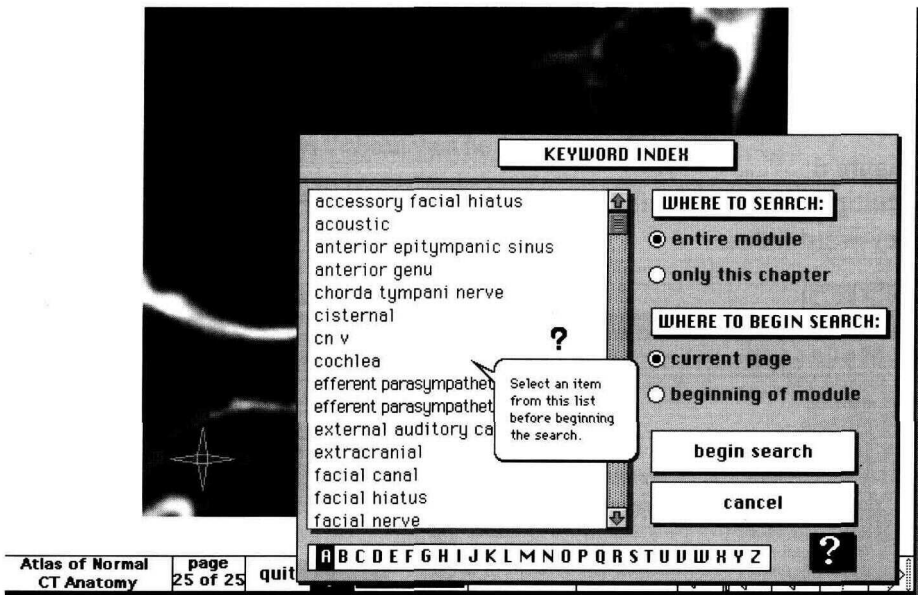 KEYWORD INDEX
accessory facial hiatus
acoustic
anterior epitympanic sinus
anterior genu
chorda tympani nerve
cisternal
cn v
cochlea
efferent parasympathet
efferent parasympathet
external auditory ca
extracranial
facial canal
facial hiatus
facial nerve
?
Select an item
from this list
before beginning
the search.
WHERE TO SEARCH:
entire module
only this chapter
WHERE TO BEGIN SEARCH:
current page
beginning of module
begin search
cancel
A B C D E F G H I J K L M N O P Q R S T U V W X Y Z
?
Atlas of Normal
CT Anatomy
page
25 of 25
quit